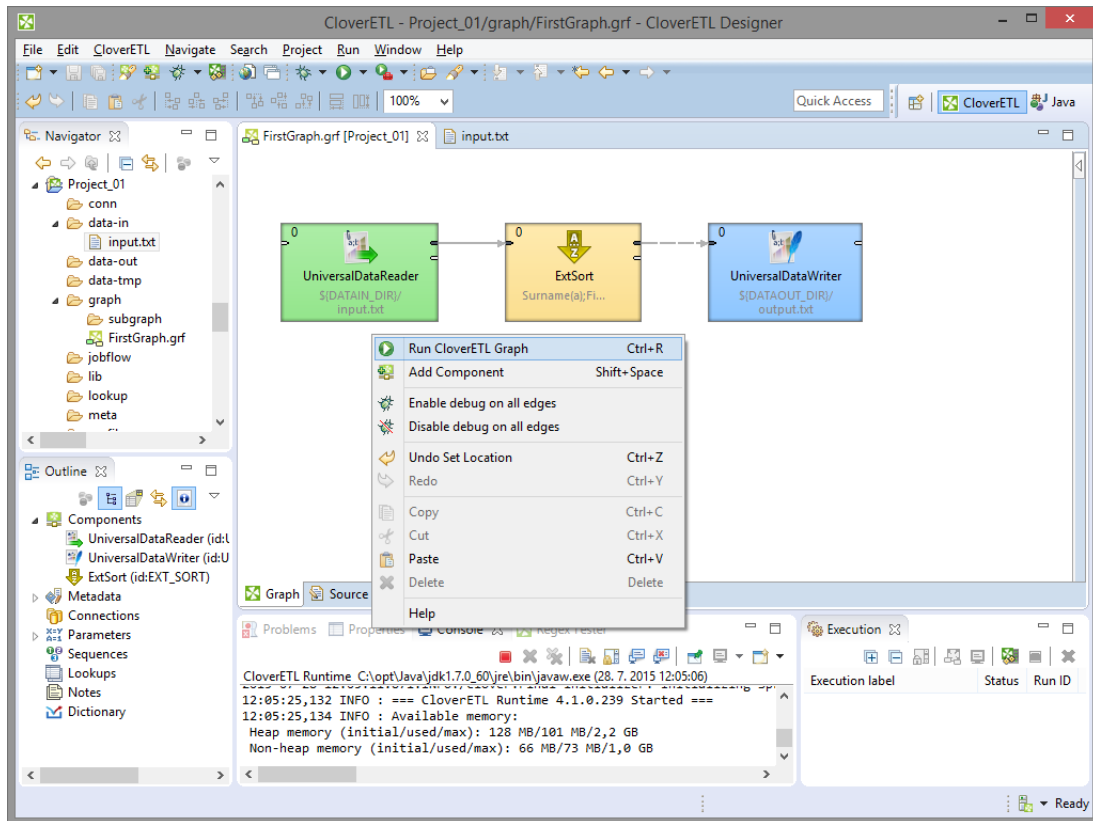 CloverETL - Project_01/graph/FirstGraph.grf - CloverETL Designer
File Edit CloverETL Navigate Search Project Run Window Help
100%
Quick Access
CloverETL
Java
Navigator
FirstGraph.grf [Project_01]
input.txt
Project_01
conn
data-in
input.txt
data-out
data-tmp
graph
subgraph
FirstGraph.grf
jobflow
lib
lookup
meta
0
UniversalDataReader
${DATAIN_DIR}/
input.txt
0
ExtSort
Surname(a);Fi...
0
UniversalDataWriter
${DATAOUT_DIR}/
output.txt
Run CloverETL Graph Ctrl+R
Add Component Shift+Space
Enable debug on all edges
Disable debug on all edges
Undo Set Location Ctrl+Z
Redo Ctrl+Y
Copy Ctrl+C
Cut Ctrl+X
Paste Ctrl+V
Delete Delete
Help
Outline
Components
UniversalDataReader (id:U
UniversalDataWriter (id:U
ExtSort (id:EXT_SORT)
Metadata
Connections
Parameters
Sequences
Lookups
Notes
Dictionary
Graph
Source
Problems
Properties
Console
Regex Tester
CloverETL Runtime C:\opt\Java\jdk1.7.0_60\jre\bin\javaw.exe (28. 7. 2015 12:05:06)
12:05:25,132 INFO : === CloverETL Runtime 4.1.0.239 Started ===
12:05:25,134 INFO : Available memory:
Heap memory (initial/used/max): 128 MB/101 MB/2,2 GB
Non-heap memory (initial/used/max): 66 MB/73 MB/1,0 GB
Execution
Execution label Status Run ID
Ready